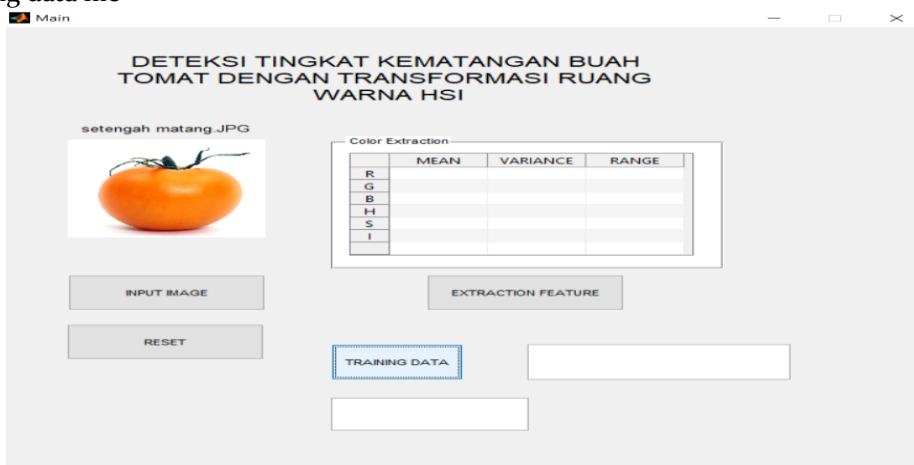 Main
DETEKSI TINGKAT KEMATANGAN BUAH
TOMAT DENGAN TRANSFORMASI RUANG
WARNA HSI
setengah matang.JPG
Color Extraction
MEAN VARIANCE RANGE
R
G
B
H
S
I
INPUT IMAGE
EXTRACTION FEATURE
RESET
TRAINING DATA